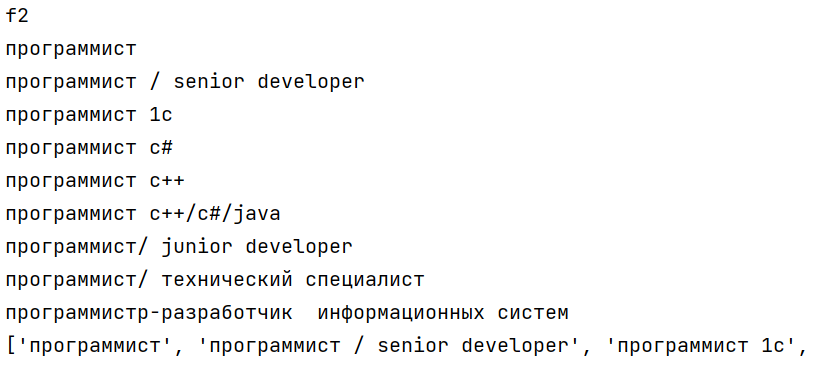 f2
программист
программист / senior developer
программист 1с
программист c#
программист c++
программист c++/c#/java
программист/ junior developer
программист/ технический специалист
программистр-разработчик  информационных систем
['программист', 'программист / senior developer', 'программист 1с',